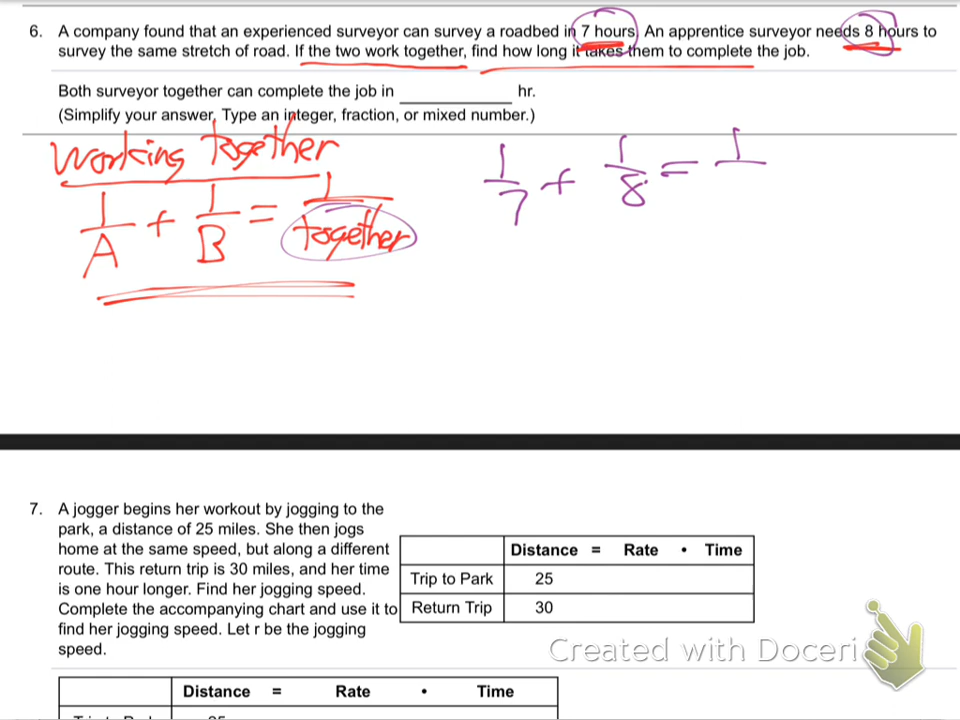 6. A company found that an experienced surveyor can survey a roadbed in 7 hours. An apprentice surveyor needs 8 hours to
survey the same stretch of road. If the two work together, find how long it takes them to complete the job.
Both surveyor together can complete the job in ____________ hr.
(Simplify your answer. Type an integer, fraction, or mixed number.)
Working together
1/A + 1/B = 1/together
1/7 + 1/8 = 1/
7. A jogger begins her workout by jogging to the
park, a distance of 25 miles. She then jogs
home at the same speed, but along a different
route. This return trip is 30 miles, and her time
is one hour longer. Find her jogging speed.
Complete the accompanying chart and use it to
find her jogging speed. Let r be the jogging
speed.
Distance = Rate • Time
Trip to Park 25
Return Trip 30
Created with Doceri
Distance = Rate • Time